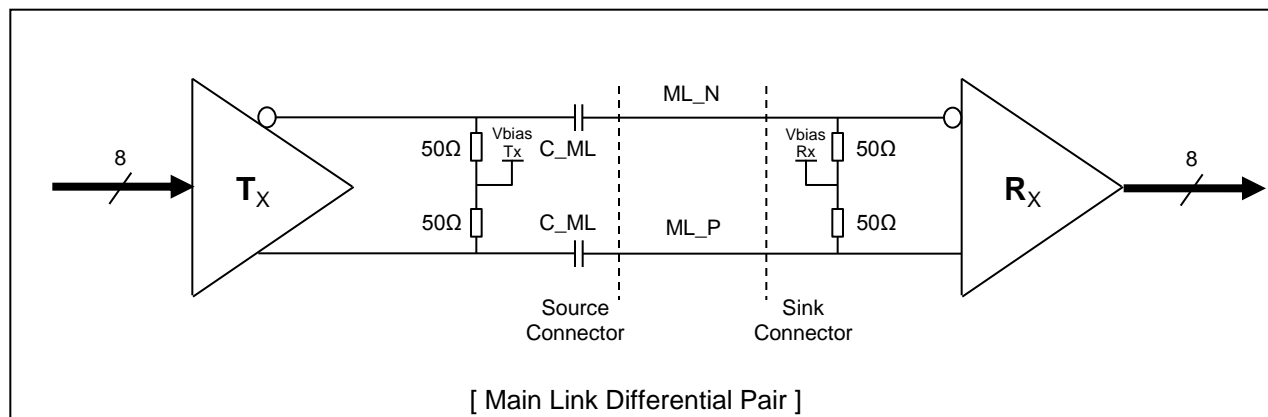 ML_N
Vbias
Tx
50Ω
C_ML
Vbias
Rx
50Ω
8
TX
RX
8
50Ω
C_ML
ML_P
50Ω
Source
Connector
Sink
Connector
[ Main Link Differential Pair ]